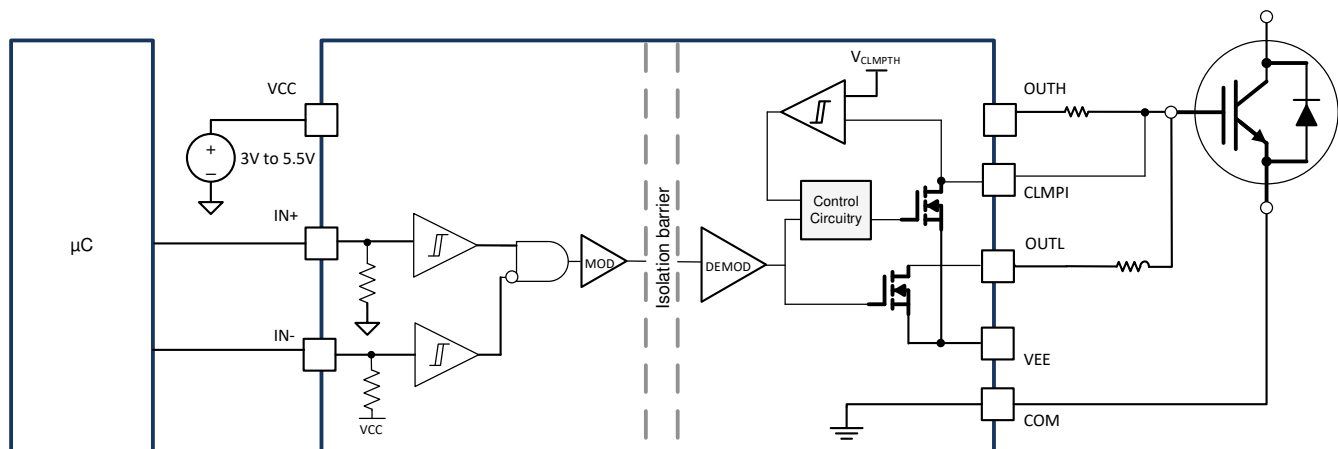 µC
VCC
+
−
3V to 5.5V
IN+
IN-
VCC
MOD
Isolation barrier
DEMOD
VCLMPTH
Control
Circuitry
OUTH
CLMPI
OUTL
VEE
COM